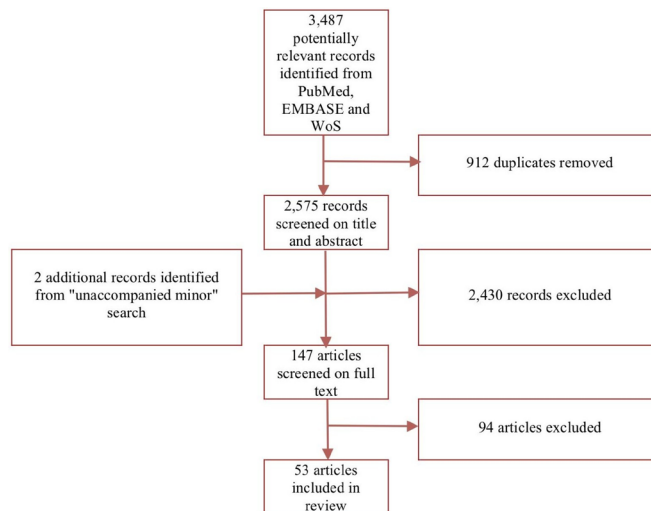 3,487
potentially
relevant records
identified from
PubMed,
EMBASE and
WoS
912 duplicates removed
2,575 records
screened on title
and abstract
2 additional records identified
from "unaccompanied minor"
search
2,430 records excluded
147 articles
screened on full
text
94 articles excluded
53 articles
included in
review